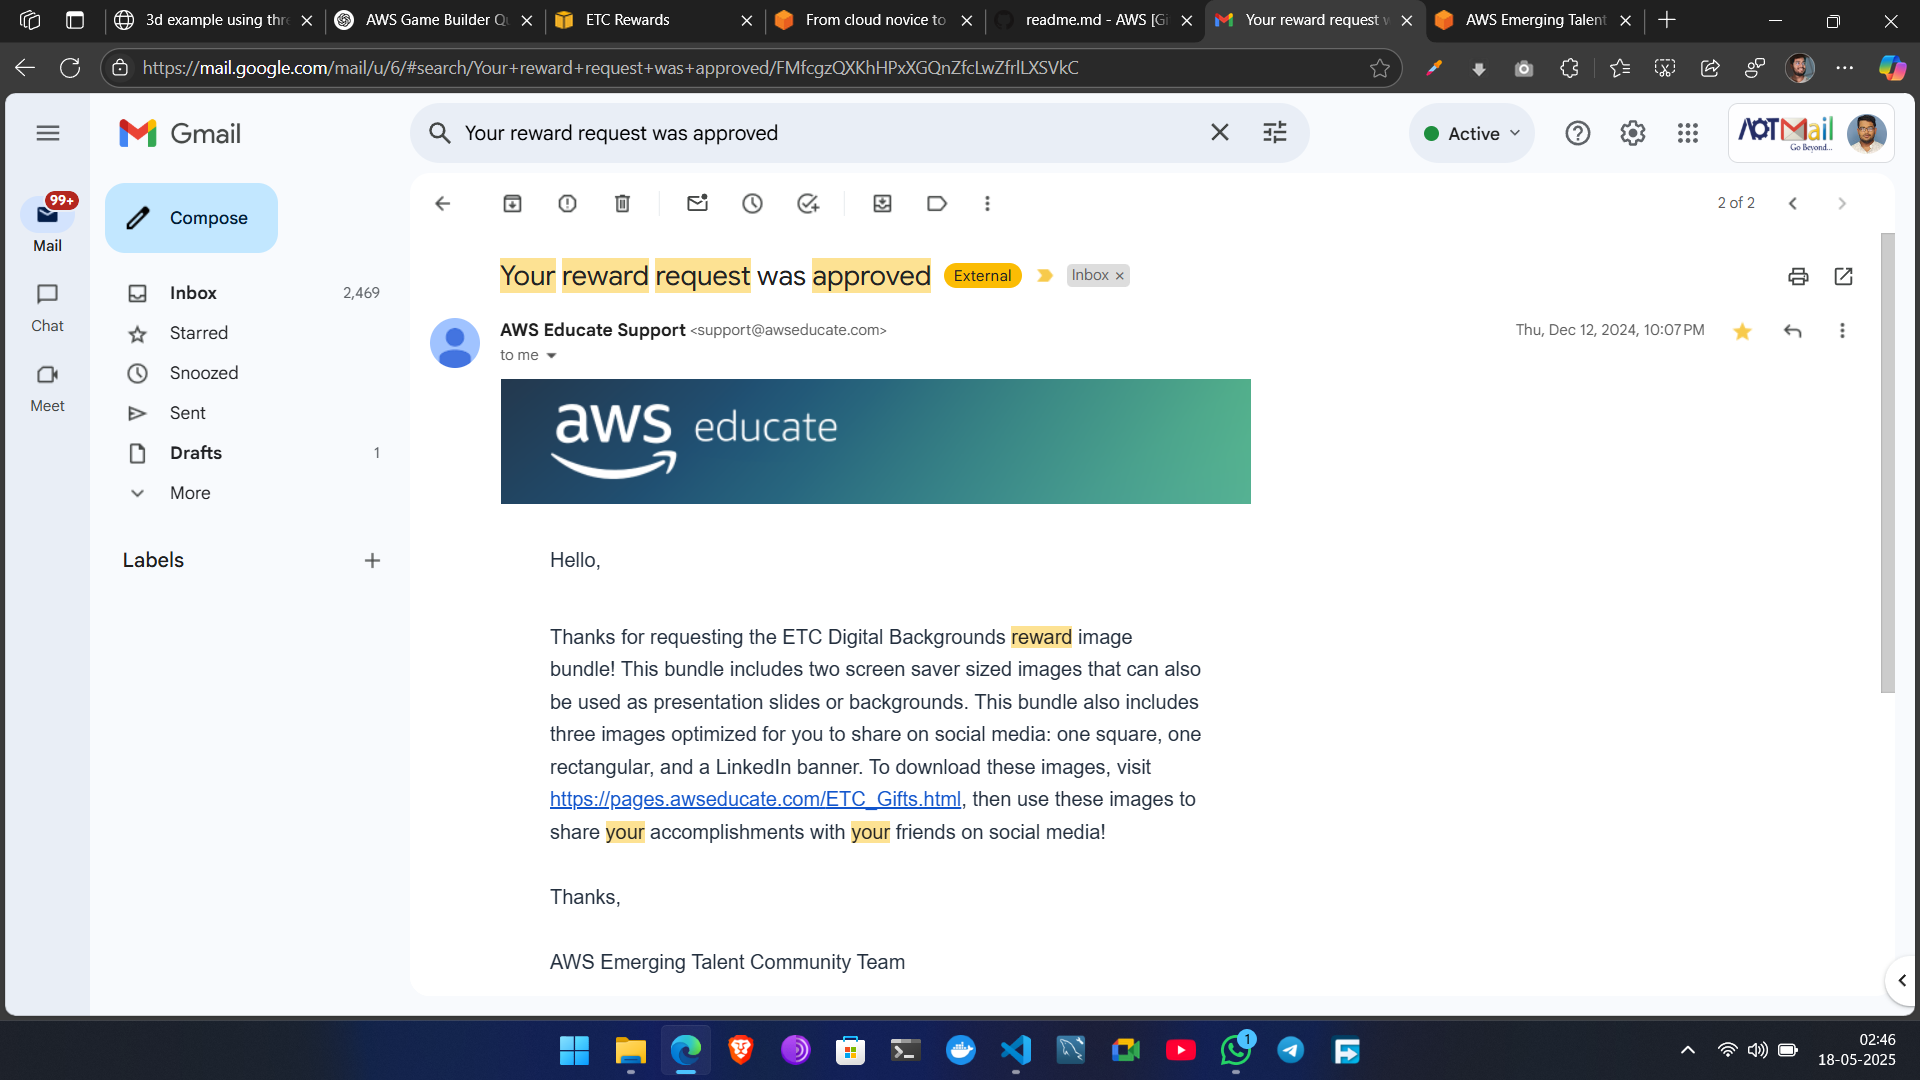 3d example using thr
AWS Game Builder Q
ETC Rewards
From cloud novice to
readme.md - AWS [Gi
Your reward request w
AWS Emerging Talent
https://mail.google.com/mail/u/6/#search/Your+reward+request+was+approved/FMfcgzQXKhHPxXGQnZfcLwZfrlLXSVkC
Gmail
Your reward request was approved
Active
AOTMail
Go Beyond...
99+
Mail
Chat
Meet
Compose
Inbox 2,469
Starred
Snoozed
Sent
Drafts 1
More
Labels
2 of 2
Your reward request was approved External Inbox
AWS Educate Support <support@awseducate.com> Thu, Dec 12, 2024, 10:07 PM
to me
aws educate
Hello,
Thanks for requesting the ETC Digital Backgrounds reward image
bundle! This bundle includes two screen saver sized images that can also
be used as presentation slides or backgrounds. This bundle also includes
three images optimized for you to share on social media: one square, one
rectangular, and a LinkedIn banner. To download these images, visit
https://pages.awseducate.com/ETC_Gifts.html, then use these images to
share your accomplishments with your friends on social media!
Thanks,
AWS Emerging Talent Community Team
1
02:46
18-05-2025